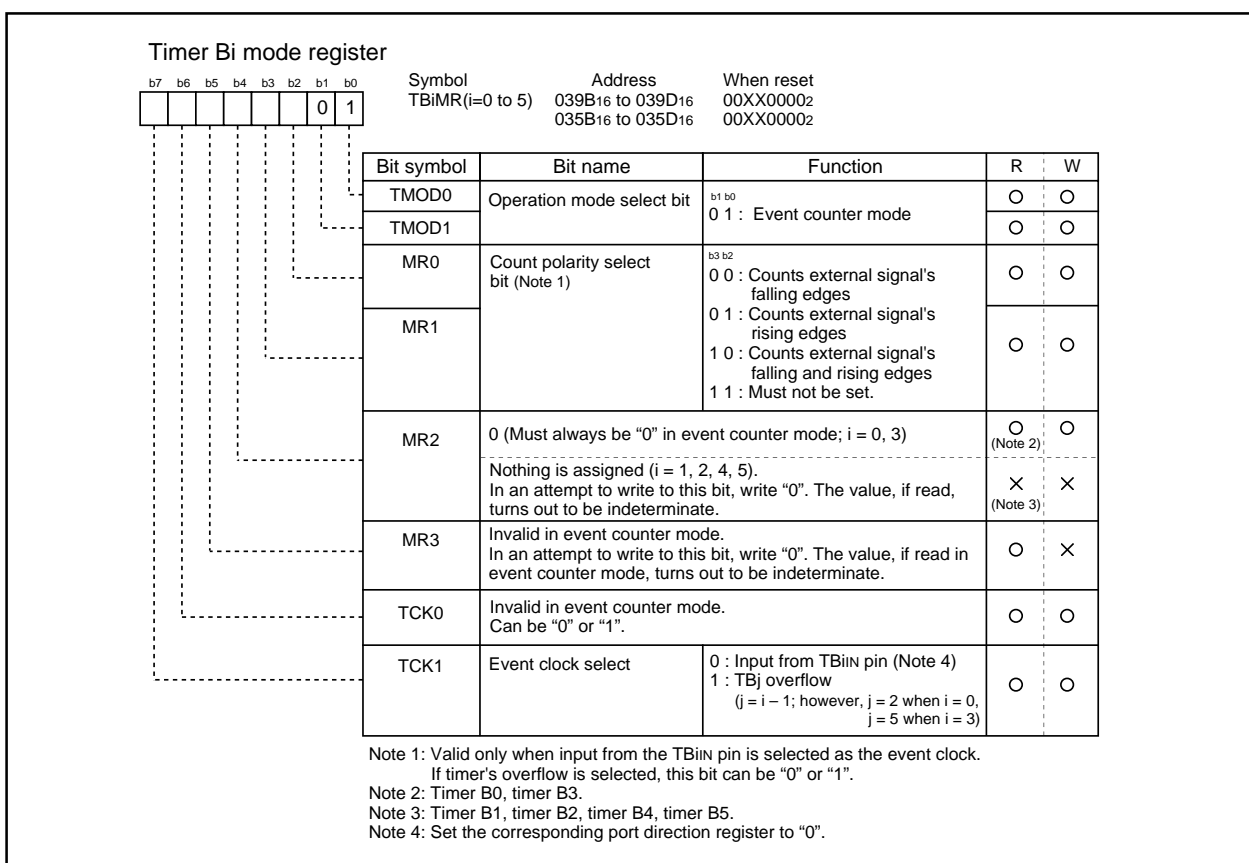 Timer Bi mode register
b7 b6 b5 b4 b3 b2 b1 b0
0 1
Symbol Address When reset
TBiMR(i=0 to 5) 039B16 to 039D16 00XX00002
035B16 to 035D16 00XX00002
Bit symbol Bit name Function R W
TMOD0 Operation mode select bit b1 b0
0 1 : Event counter mode
TMOD1
MR0 Count polarity select
bit (Note 1)
b3 b2
0 0 : Counts external signal's
falling edges
0 1 : Counts external signal's
rising edges
MR1
1 0 : Counts external signal's
falling and rising edges
1 1 : Must not be set.
MR2 0 (Must always be “0” in event counter mode; i = 0, 3)
(Note 2)
Nothing is assigned (i = 1, 2, 4, 5).
In an attempt to write to this bit, write “0”. The value, if read,
turns out to be indeterminate.
(Note 3)
MR3 Invalid in event counter mode.
In an attempt to write to this bit, write “0”. The value, if read in
event counter mode, turns out to be indeterminate.
TCK0 Invalid in event counter mode.
Can be “0” or “1”.
TCK1 Event clock select 0 : Input from TBiIN pin (Note 4)
1 : TBj overflow
(j = i – 1; however, j = 2 when i = 0,
j = 5 when i = 3)
Note 1: Valid only when input from the TBiIN pin is selected as the event clock.
If timer's overflow is selected, this bit can be “0” or “1”.
Note 2: Timer B0, timer B3.
Note 3: Timer B1, timer B2, timer B4, timer B5.
Note 4: Set the corresponding port direction register to “0”.